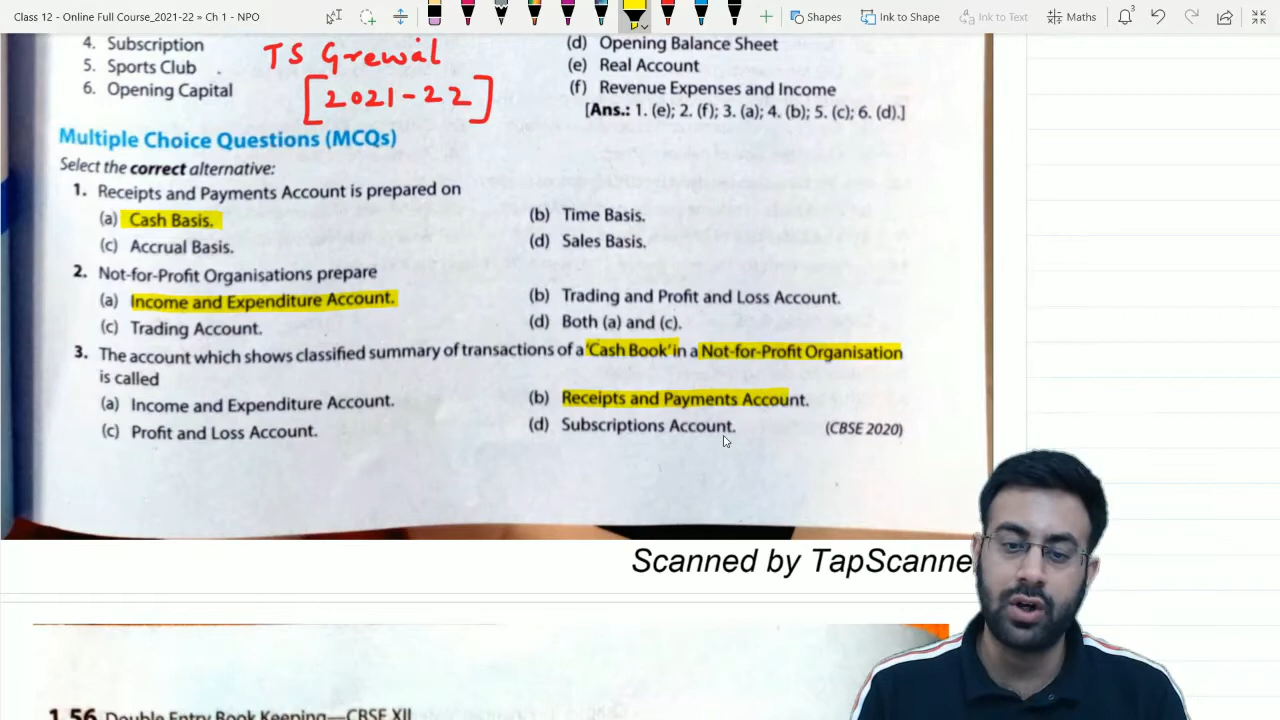 Class 12 - Online Full Course_2021-22 » Ch 1 - NPO
Shapes
Ink to Shape
Ink to Text
Maths
3
4. Subscription
5. Sports Club
6. Opening Capital
TS Grewal
[2021-22]
(d) Opening Balance Sheet
(e) Real Account
(f) Revenue Expenses and Income
[Ans.: 1. (e); 2. (f); 3. (a); 4. (b); 5. (c); 6. (d).]
Multiple Choice Questions (MCQs)
Select the correct alternative:
1. Receipts and Payments Account is prepared on
(a) Cash Basis. (b) Time Basis.
(c) Accrual Basis. (d) Sales Basis.
2. Not-for-Profit Organisations prepare
(a) Income and Expenditure Account. (b) Trading and Profit and Loss Account.
(c) Trading Account. (d) Both (a) and (c).
3. The account which shows classified summary of transactions of a 'Cash Book' in a Not-for-Profit Organisation
is called
(a) Income and Expenditure Account. (b) Receipts and Payments Account.
(c) Profit and Loss Account. (d) Subscriptions Account. (CBSE 2020)
Scanned by TapScanne
1.56 Double Entry Book Keeping—CBSE XII